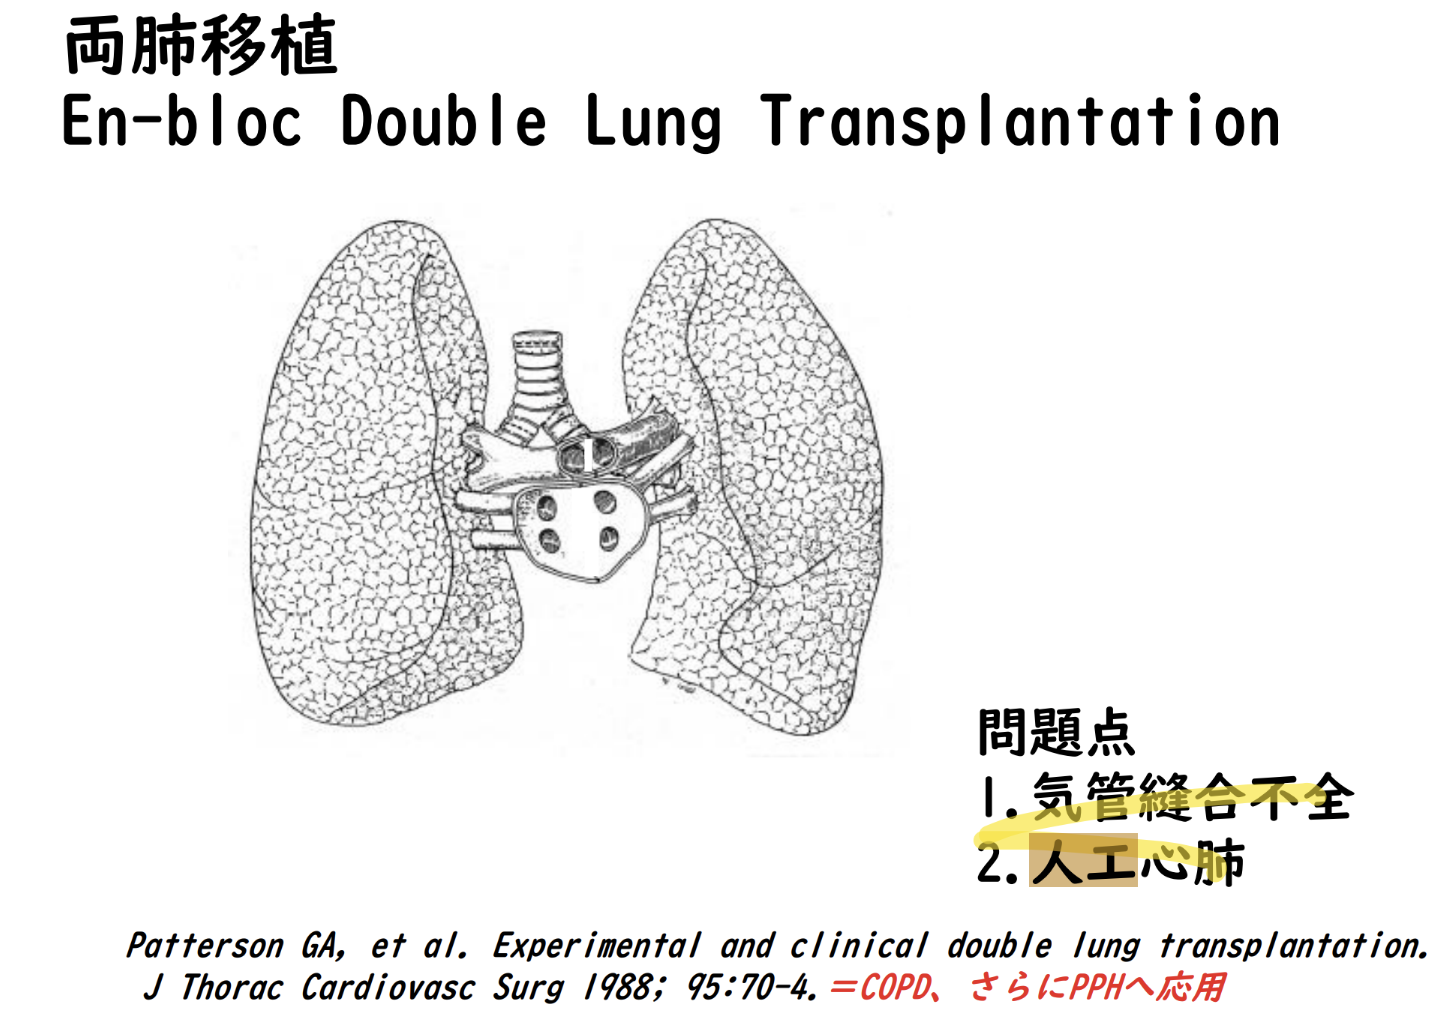 両肺移植
En-bloc Double Lung Transplantation
問題点
1.気管縫合不全
2.人工心肺
Patterson GA, et al. Experimental and clinical double lung transplantation.
J Thorac Cardiovasc Surg 1988; 95:70-4.=COPD、さらにPPHへ応用